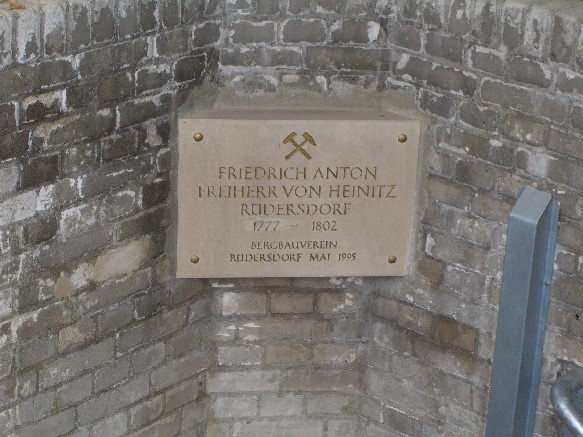 FRIEDRICH ANTON
FREIHERR VON HEINITZ
RÜDERSDORF
1777 – 1802
BERGBAUVEREIN
RÜDERSDORF MAI 1995